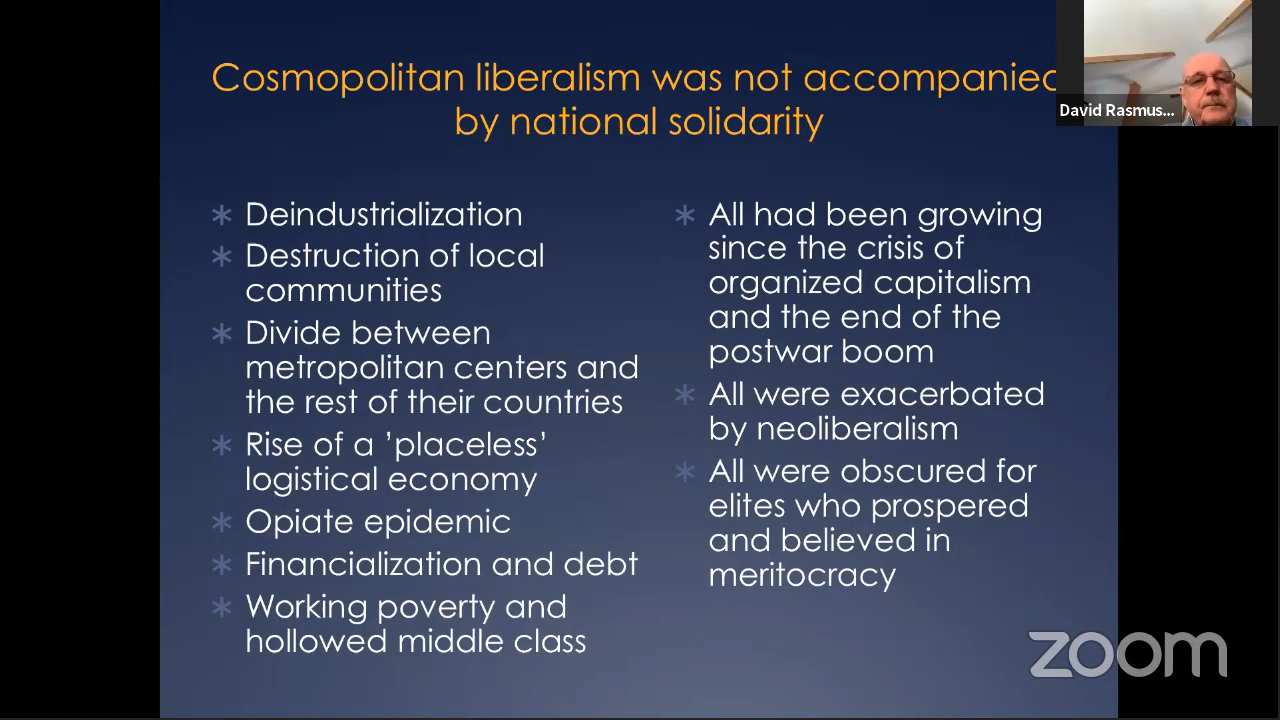 Cosmopolitan liberalism was not accompanied
by national solidarity
David Rasmus...
Deindustrialization
Destruction of local
communities
Divide between
metropolitan centers and
the rest of their countries
Rise of a ’placeless’
logistical economy
Opiate epidemic
Financialization and debt
Working poverty and
hollowed middle class
All had been growing
since the crisis of
organized capitalism
and the end of the
postwar boom
All were exacerbated
by neoliberalism
All were obscured for
elites who prospered
and believed in
meritocracy
zoom